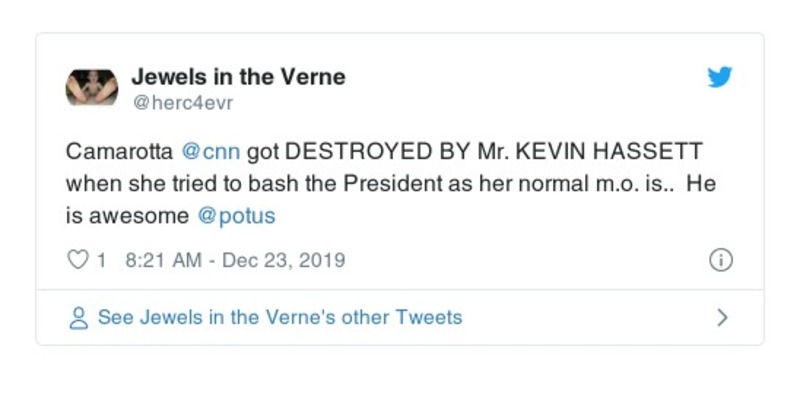 Jewels in the Verne
@herc4evr
Camarotta @cnn got DESTROYED BY Mr. KEVIN HASSETT
when she tried to bash the President as her normal m.o. is..  He
is awesome @potus
1 8:21 AM - Dec 23, 2019
See Jewels in the Verne's other Tweets